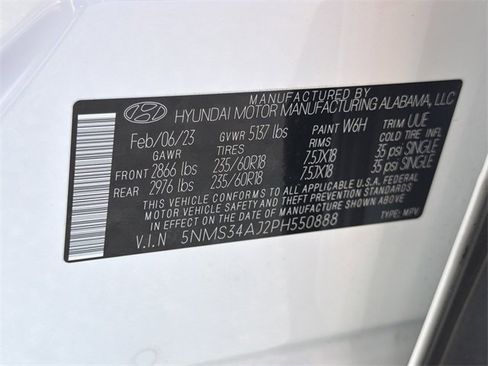 MANUFACTURED BY
HYUNDAI MOTOR MANUFACTURING ALABAMA, LLC
Feb/06/23 GVWR 5137 lbs PAINT W6H TRIM UUE
GAWR TIRES RIMS COLD TIRE INFL.
FRONT 2866 lbs 235/60R18 7.5JX18 35 psi SINGLE
REAR 2976 lbs 235/60R18 7.5JX18 35 psi SINGLE
THIS VEHICLE CONFORMS TO ALL APPLICABLE U.S.A. FEDERAL
MOTOR VEHICLE SAFETY AND THEFT PREVENTION STANDARDS
IN EFFECT ON THE DATE OF MANUFACTURE SHOWN ABOVE.
V.I.N 5NMS34AJ2PH550888 TYPE: MPV